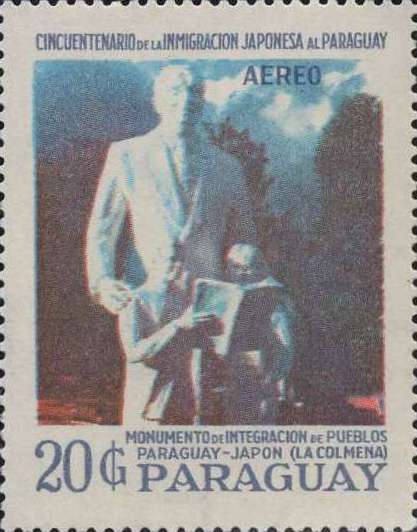 CINCUENTENARIO DE LA INMIGRACION JAPONESA AL PARAGUAY
AEREO
MONUMENTO DE INTEGRACION DE PUEBLOS
PARAGUAY-JAPON (LA COLMENA)
20 ₲ PARAGUAY